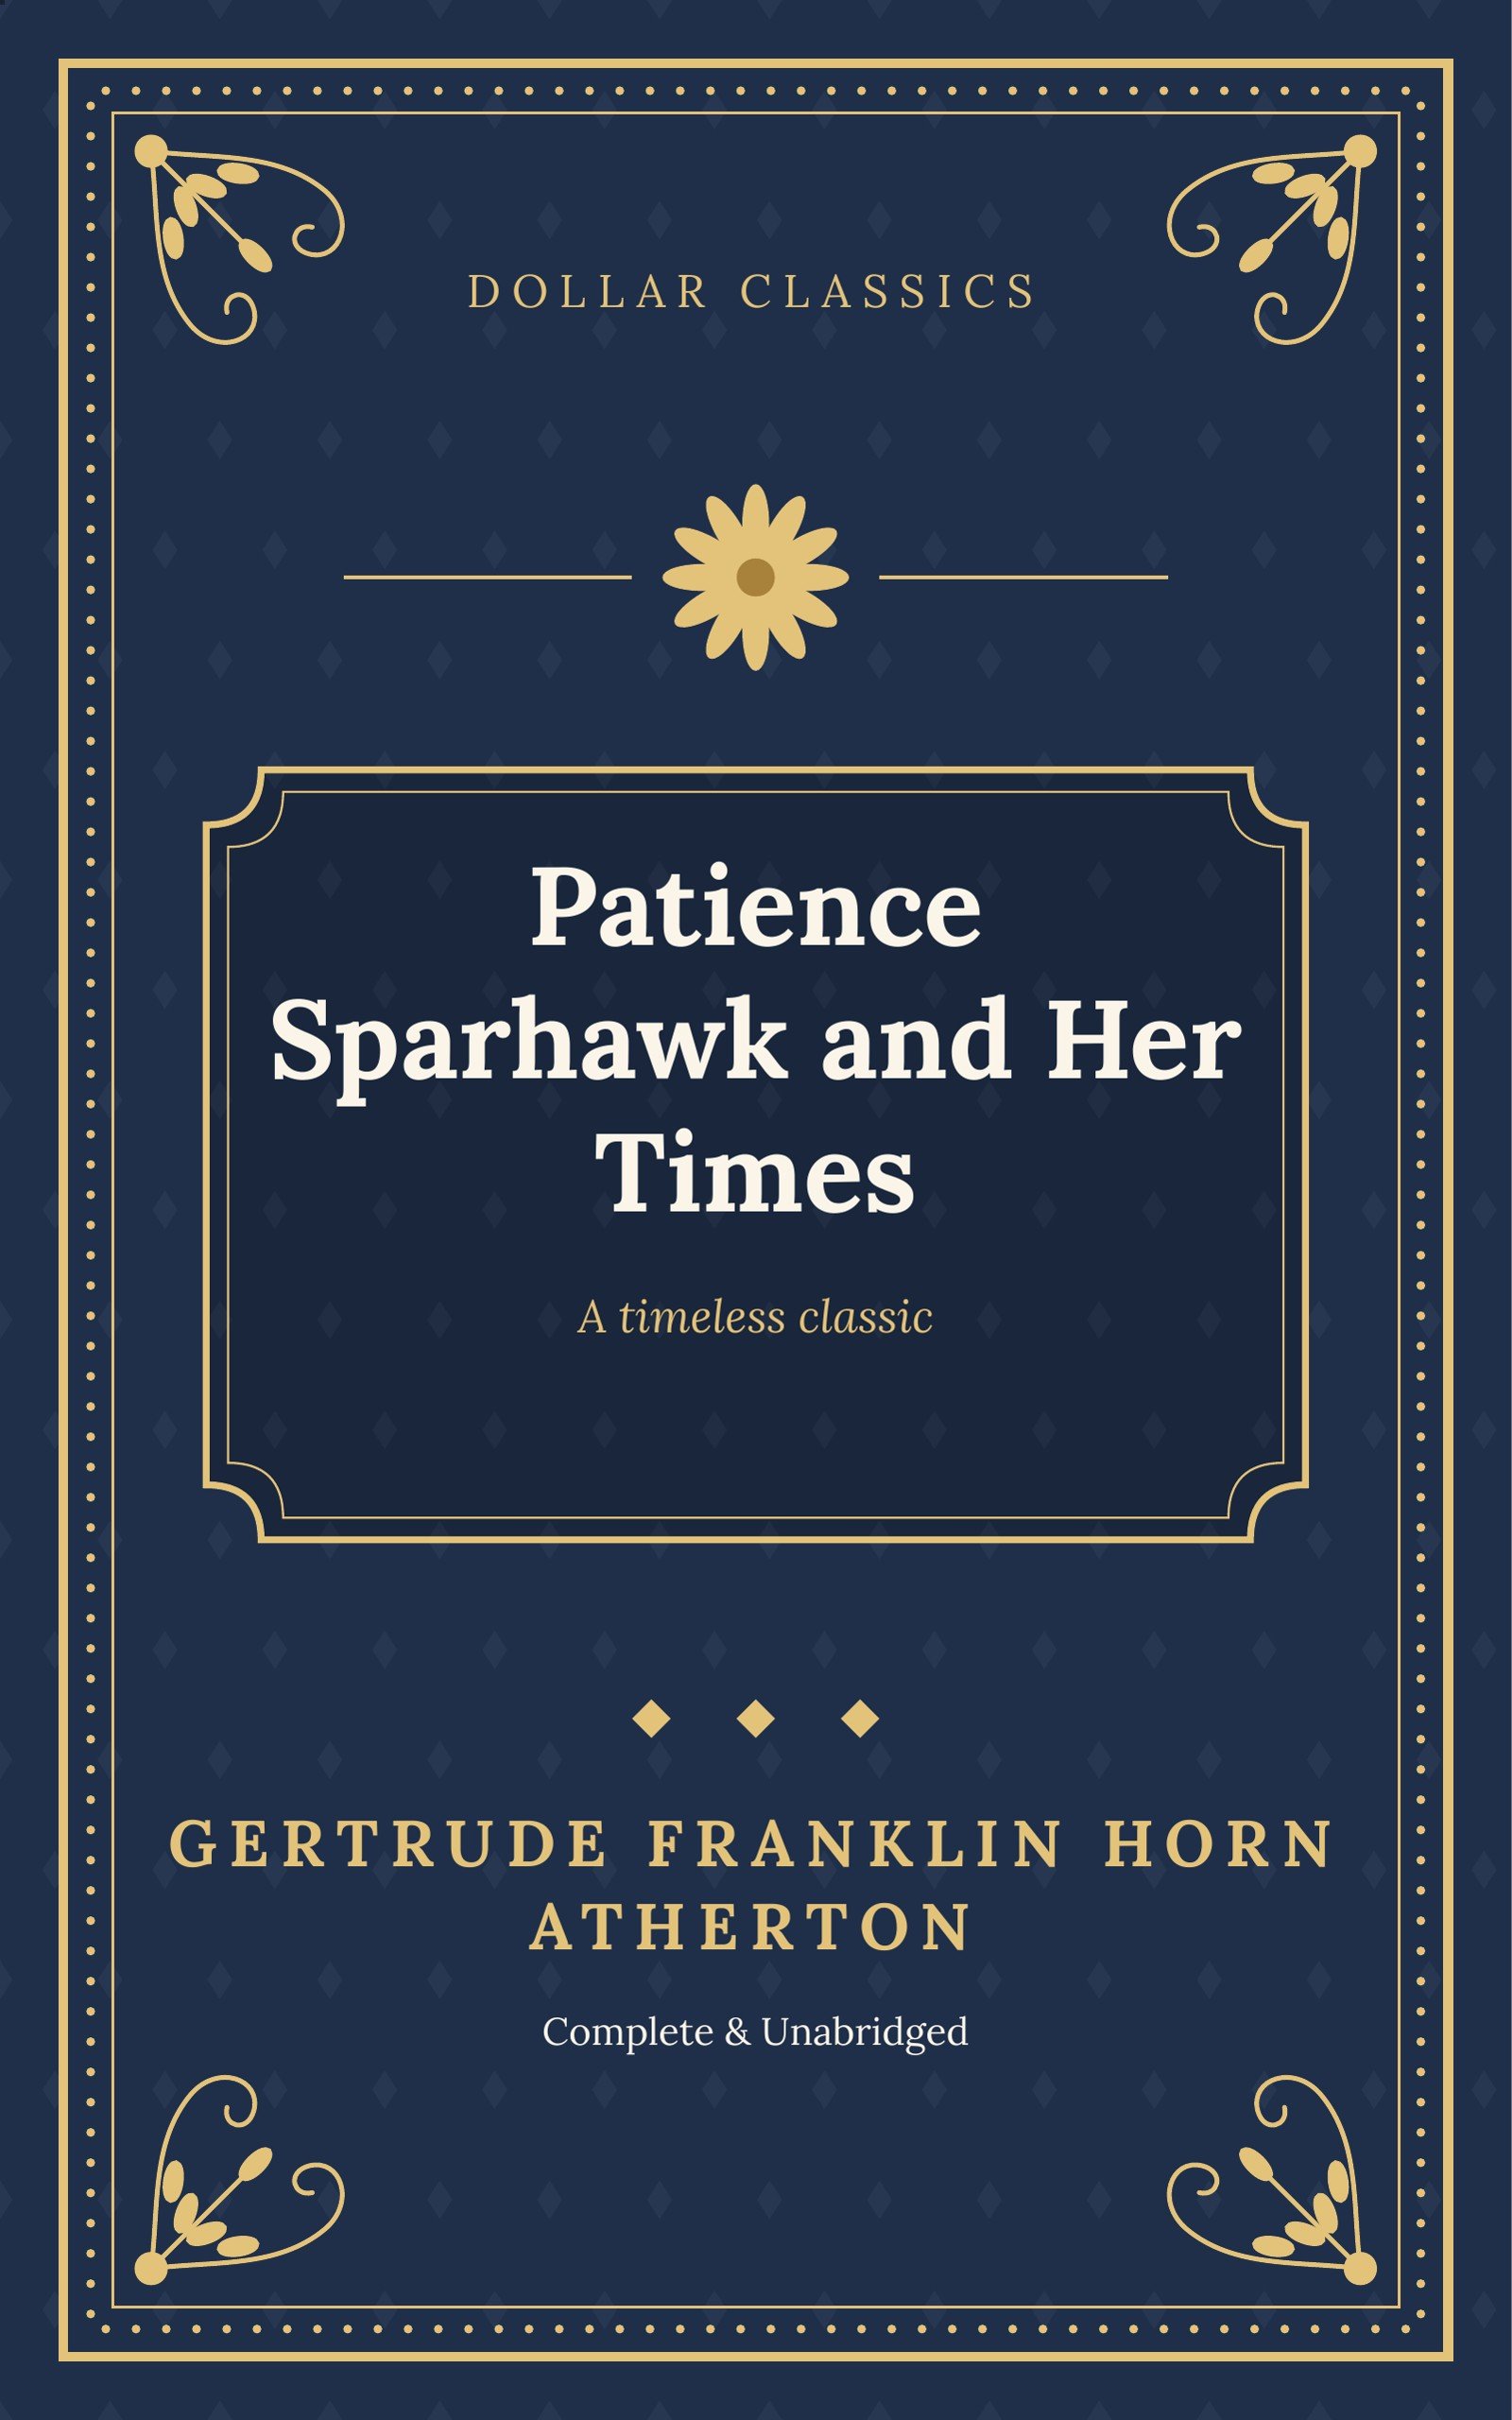 DOLLAR CLASSICS
Patience
Sparhawk and Her
Times
A timeless classic
GERTRUDE FRANKLIN HORN
ATHERTON
Complete & Unabridged